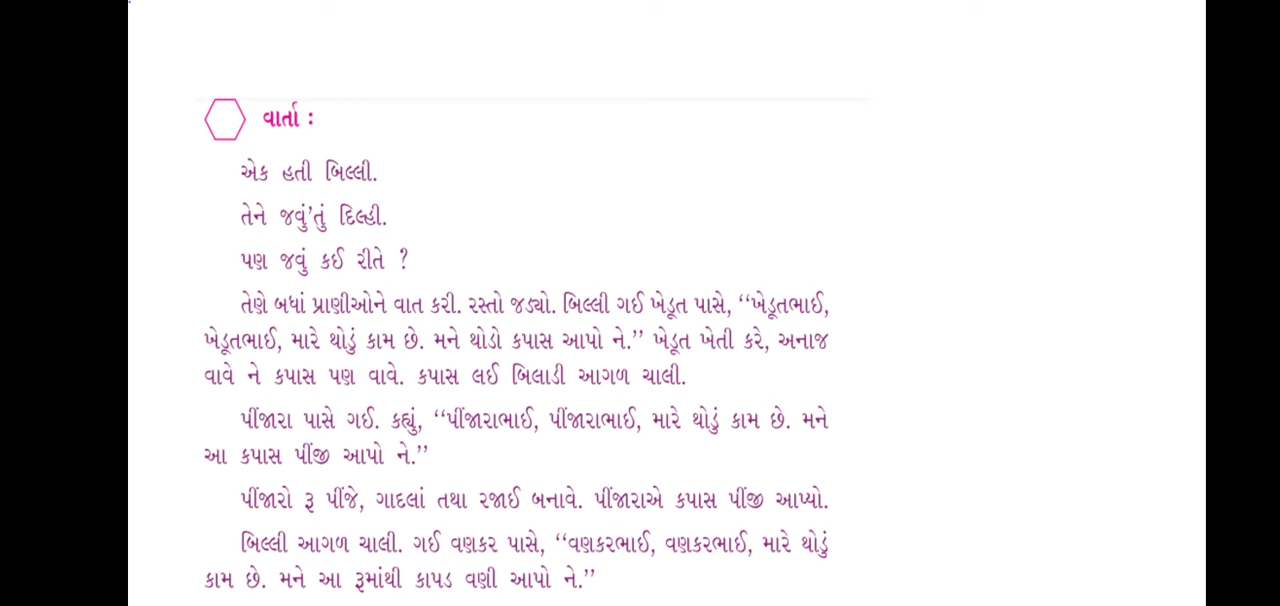 વાર્તા :
એક હતી બિલ્લી.
તેને જવું'તું દિલ્હી.
પણ જવું કઈ રીતે ?
તેણે બધાં પ્રાણીઓને વાત કરી. રસ્તો જડ્યો. બિલ્લી ગઈ ખેડૂત પાસે, ‘‘ખેડૂતભાઈ,
ખેડૂતભાઈ, મારે થોડું કામ છે. મને થોડો કપાસ આપો ને.’’ ખેડૂત ખેતી કરે, અનાજ
વાવે ને કપાસ પણ વાવે. કપાસ લઈ બિલાડી આગળ ચાલી.
પીંજારા પાસે ગઈ. કહ્યું, ‘‘પીંજારાભાઈ, પીંજારાભાઈ, મારે થોડું કામ છે. મને
આ કપાસ પીંજી આપો ને.’’
પીંજારો રૂ પીંજે, ગાદલાં તથા રજાઈ બનાવે. પીંજારાએ કપાસ પીંજી આપ્યો.
બિલ્લી આગળ ચાલી. ગઈ વણકર પાસે, ‘‘વણકરભાઈ, વણકરભાઈ, મારે થોડું
કામ છે. મને આ રૂમાંથી કાપડ વણી આપો ને.’’